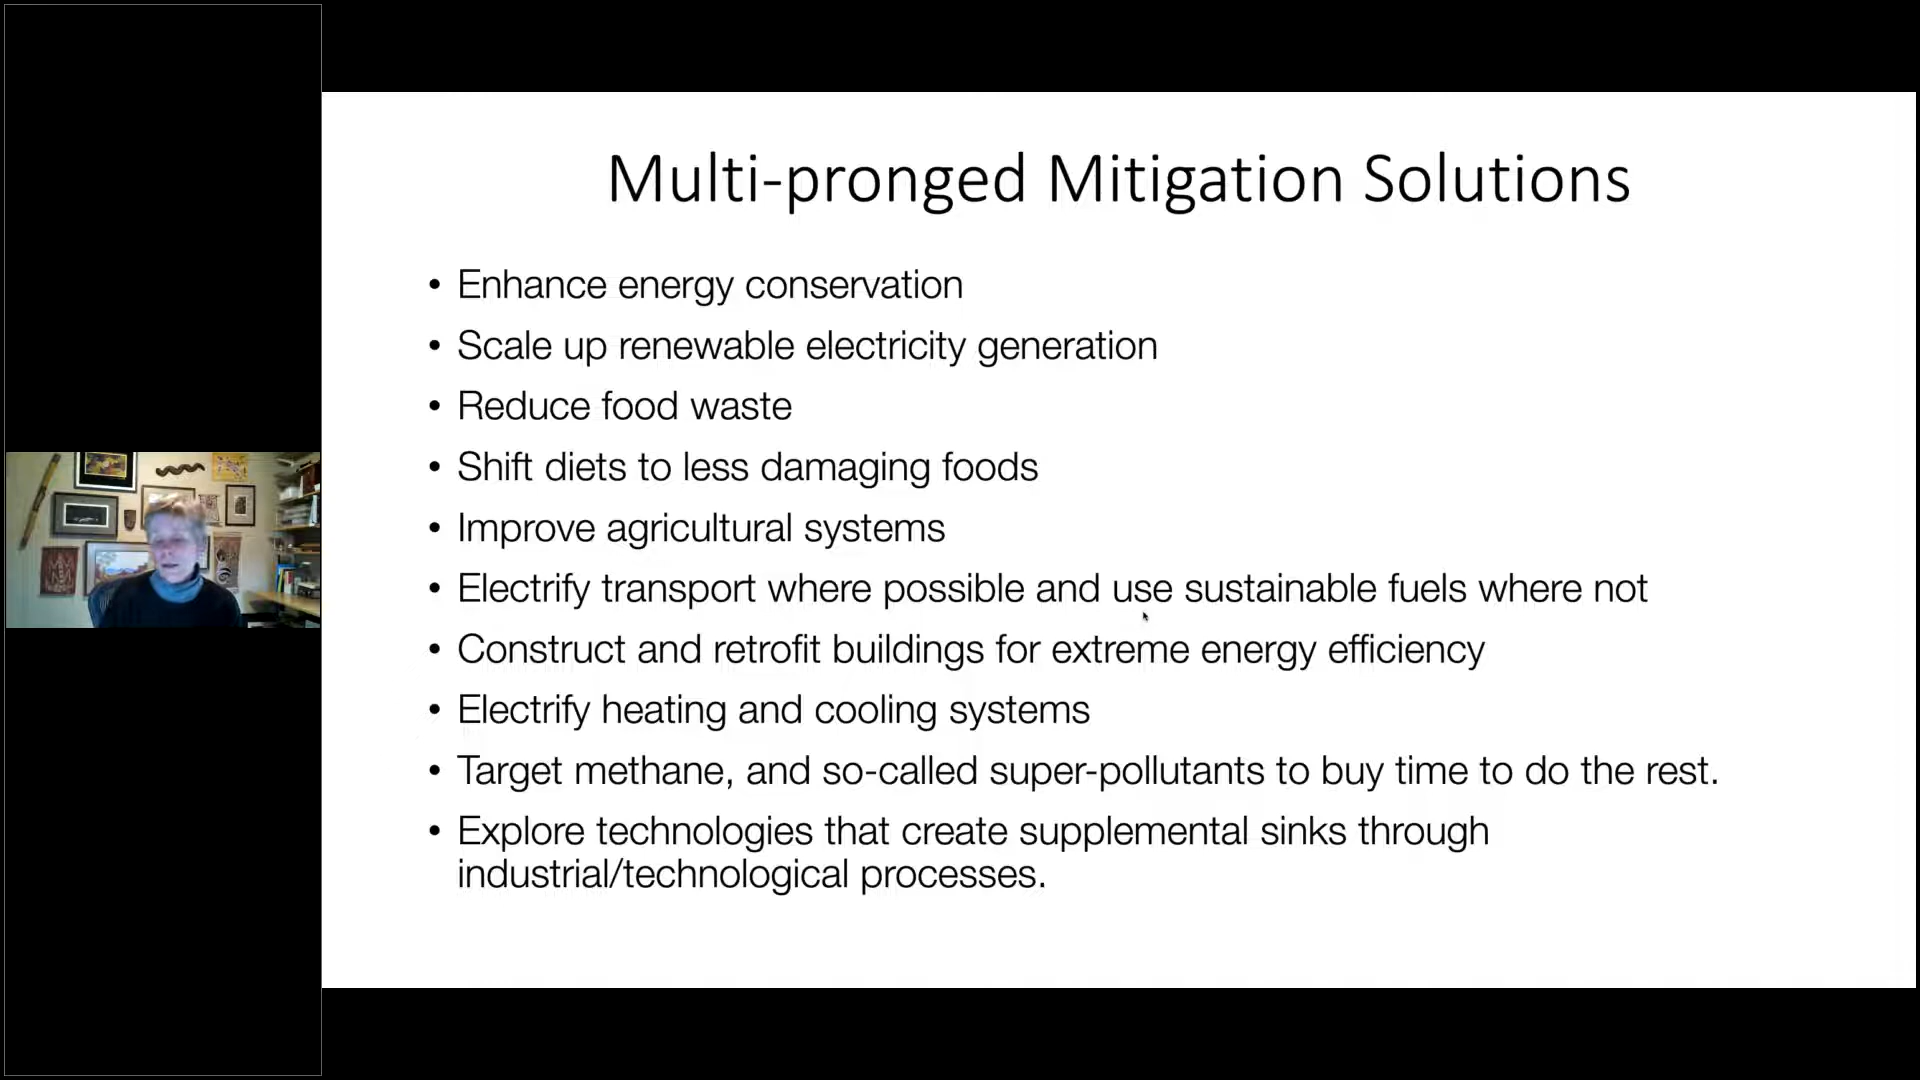 Multi-pronged Mitigation Solutions
• Enhance energy conservation
• Scale up renewable electricity generation
• Reduce food waste
• Shift diets to less damaging foods
• Improve agricultural systems
• Electrify transport where possible and use sustainable fuels where not
• Construct and retrofit buildings for extreme energy efficiency
• Electrify heating and cooling systems
• Target methane, and so-called super-pollutants to buy time to do the rest.
• Explore technologies that create supplemental sinks through
industrial/technological processes.